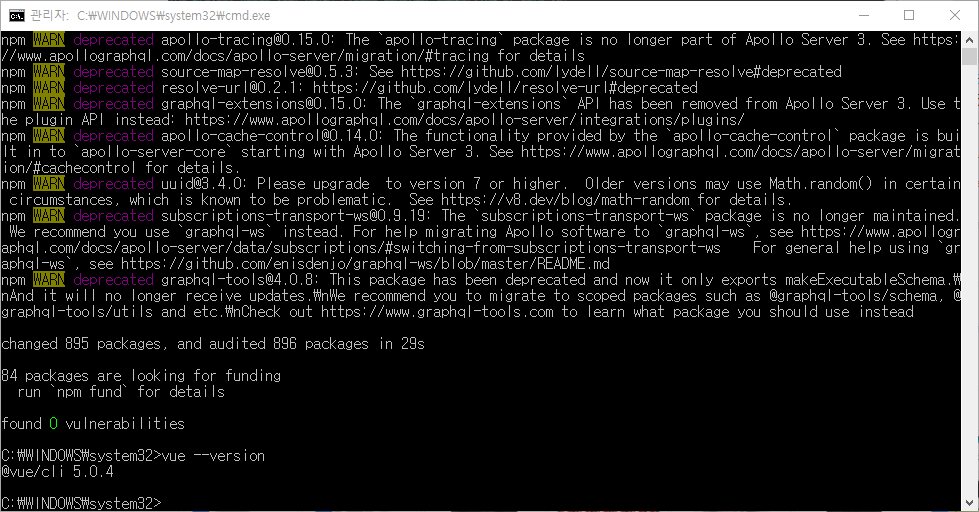 관리자: C:₩WINDOWS₩system32₩cmd.exe
npm WARN deprecated apollo-tracing@0.15.0: The `apollo-tracing` package is no longer part of Apollo Server 3. See https:
//www.apollographql.com/docs/apollo-server/migration/#tracing for details
npm WARN deprecated source-map-resolve@0.5.3: See https://github.com/lydell/source-map-resolve#deprecated
npm WARN deprecated resolve-url@0.2.1: https://github.com/lydell/resolve-url#deprecated
npm WARN deprecated graphql-extensions@0.15.0: The `graphql-extensions` API has been removed from Apollo Server 3. Use t
he plugin API instead: https://www.apollographql.com/docs/apollo-server/integrations/plugins/
npm WARN deprecated apollo-cache-control@0.14.0: The functionality provided by the `apollo-cache-control` package is bui
lt in to `apollo-server-core` starting with Apollo Server 3. See https://www.apollographql.com/docs/apollo-server/migrat
ion/#cachecontrol for details.
npm WARN deprecated uuid@3.4.0: Please upgrade  to version 7 or higher.  Older versions may use Math.random() in certain
 circumstances, which is known to be problematic.  See https://v8.dev/blog/math-random for details.
npm WARN deprecated subscriptions-transport-ws@0.9.19: The `subscriptions-transport-ws` package is no longer maintained.
 We recommend you use `graphql-ws` instead. For help migrating Apollo software to `graphql-ws`, see https://www.apollogr
aphql.com/docs/apollo-server/data/subscriptions/#switching-from-subscriptions-transport-ws    For general help using `gr
aphql-ws`, see https://github.com/enisdenjo/graphql-ws/blob/master/README.md
npm WARN deprecated graphql-tools@4.0.8: This package has been deprecated and now it only exports makeExecutableSchema.₩
nAnd it will no longer receive updates.₩nWe recommend you to migrate to scoped packages such as @graphql-tools/schema, @
graphql-tools/utils and etc.₩nCheck out https://www.graphql-tools.com to learn what package you should use instead
changed 895 packages, and audited 896 packages in 29s
84 packages are looking for funding
  run `npm fund` for details
found 0 vulnerabilities
C:₩WINDOWS₩system32>vue --version
@vue/cli 5.0.4
C:₩WINDOWS₩system32>